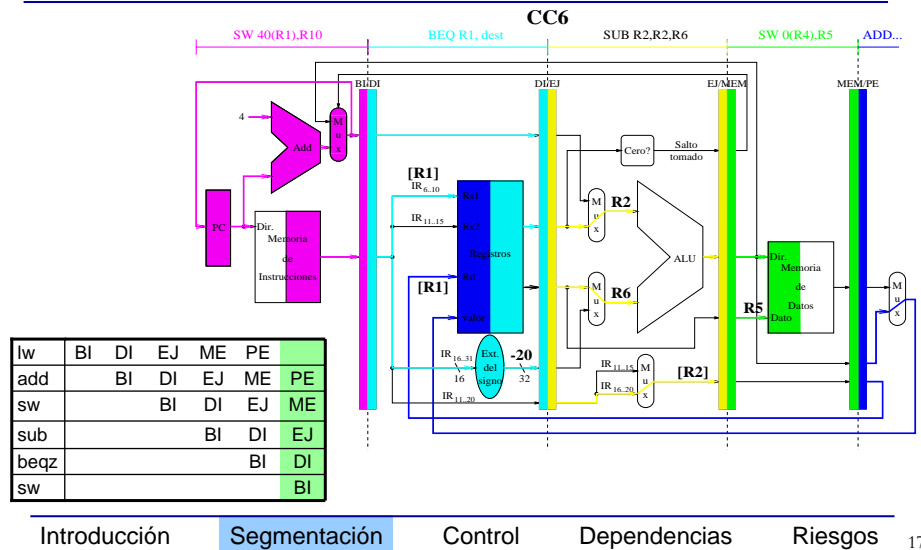 CC6
SW 40(R1),R10 BEQ R1, dest SUB R2,R2,R6 SW 0(R4),R5 ADD...
BI/DI DI/EJ EJ/MEM MEM/PE
4
Add
M
u
x
Cero?
Salto
tomado
[R1]
IR6..10
PC
Dir.
Memoria
de
Instrucciones
IR11..15
Rs1
Rs2
Registros
Rd
valor
[R1]
M
u
x
R2
ALU
M
u
x
R6
R5
Dir.
Memoria
de
Datos
Dato
M
u
x
IR16..31
16
Ext.
del
signo
-20
32
IR11..20
IR11..15
IR16..20
M
u
x
[R2]
lw BI DI EJ ME PE
add BI DI EJ ME PE
sw BI DI EJ ME
sub BI DI EJ
beqz BI DI
sw BI
Introducción Segmentación Control Dependencias Riesgos 17